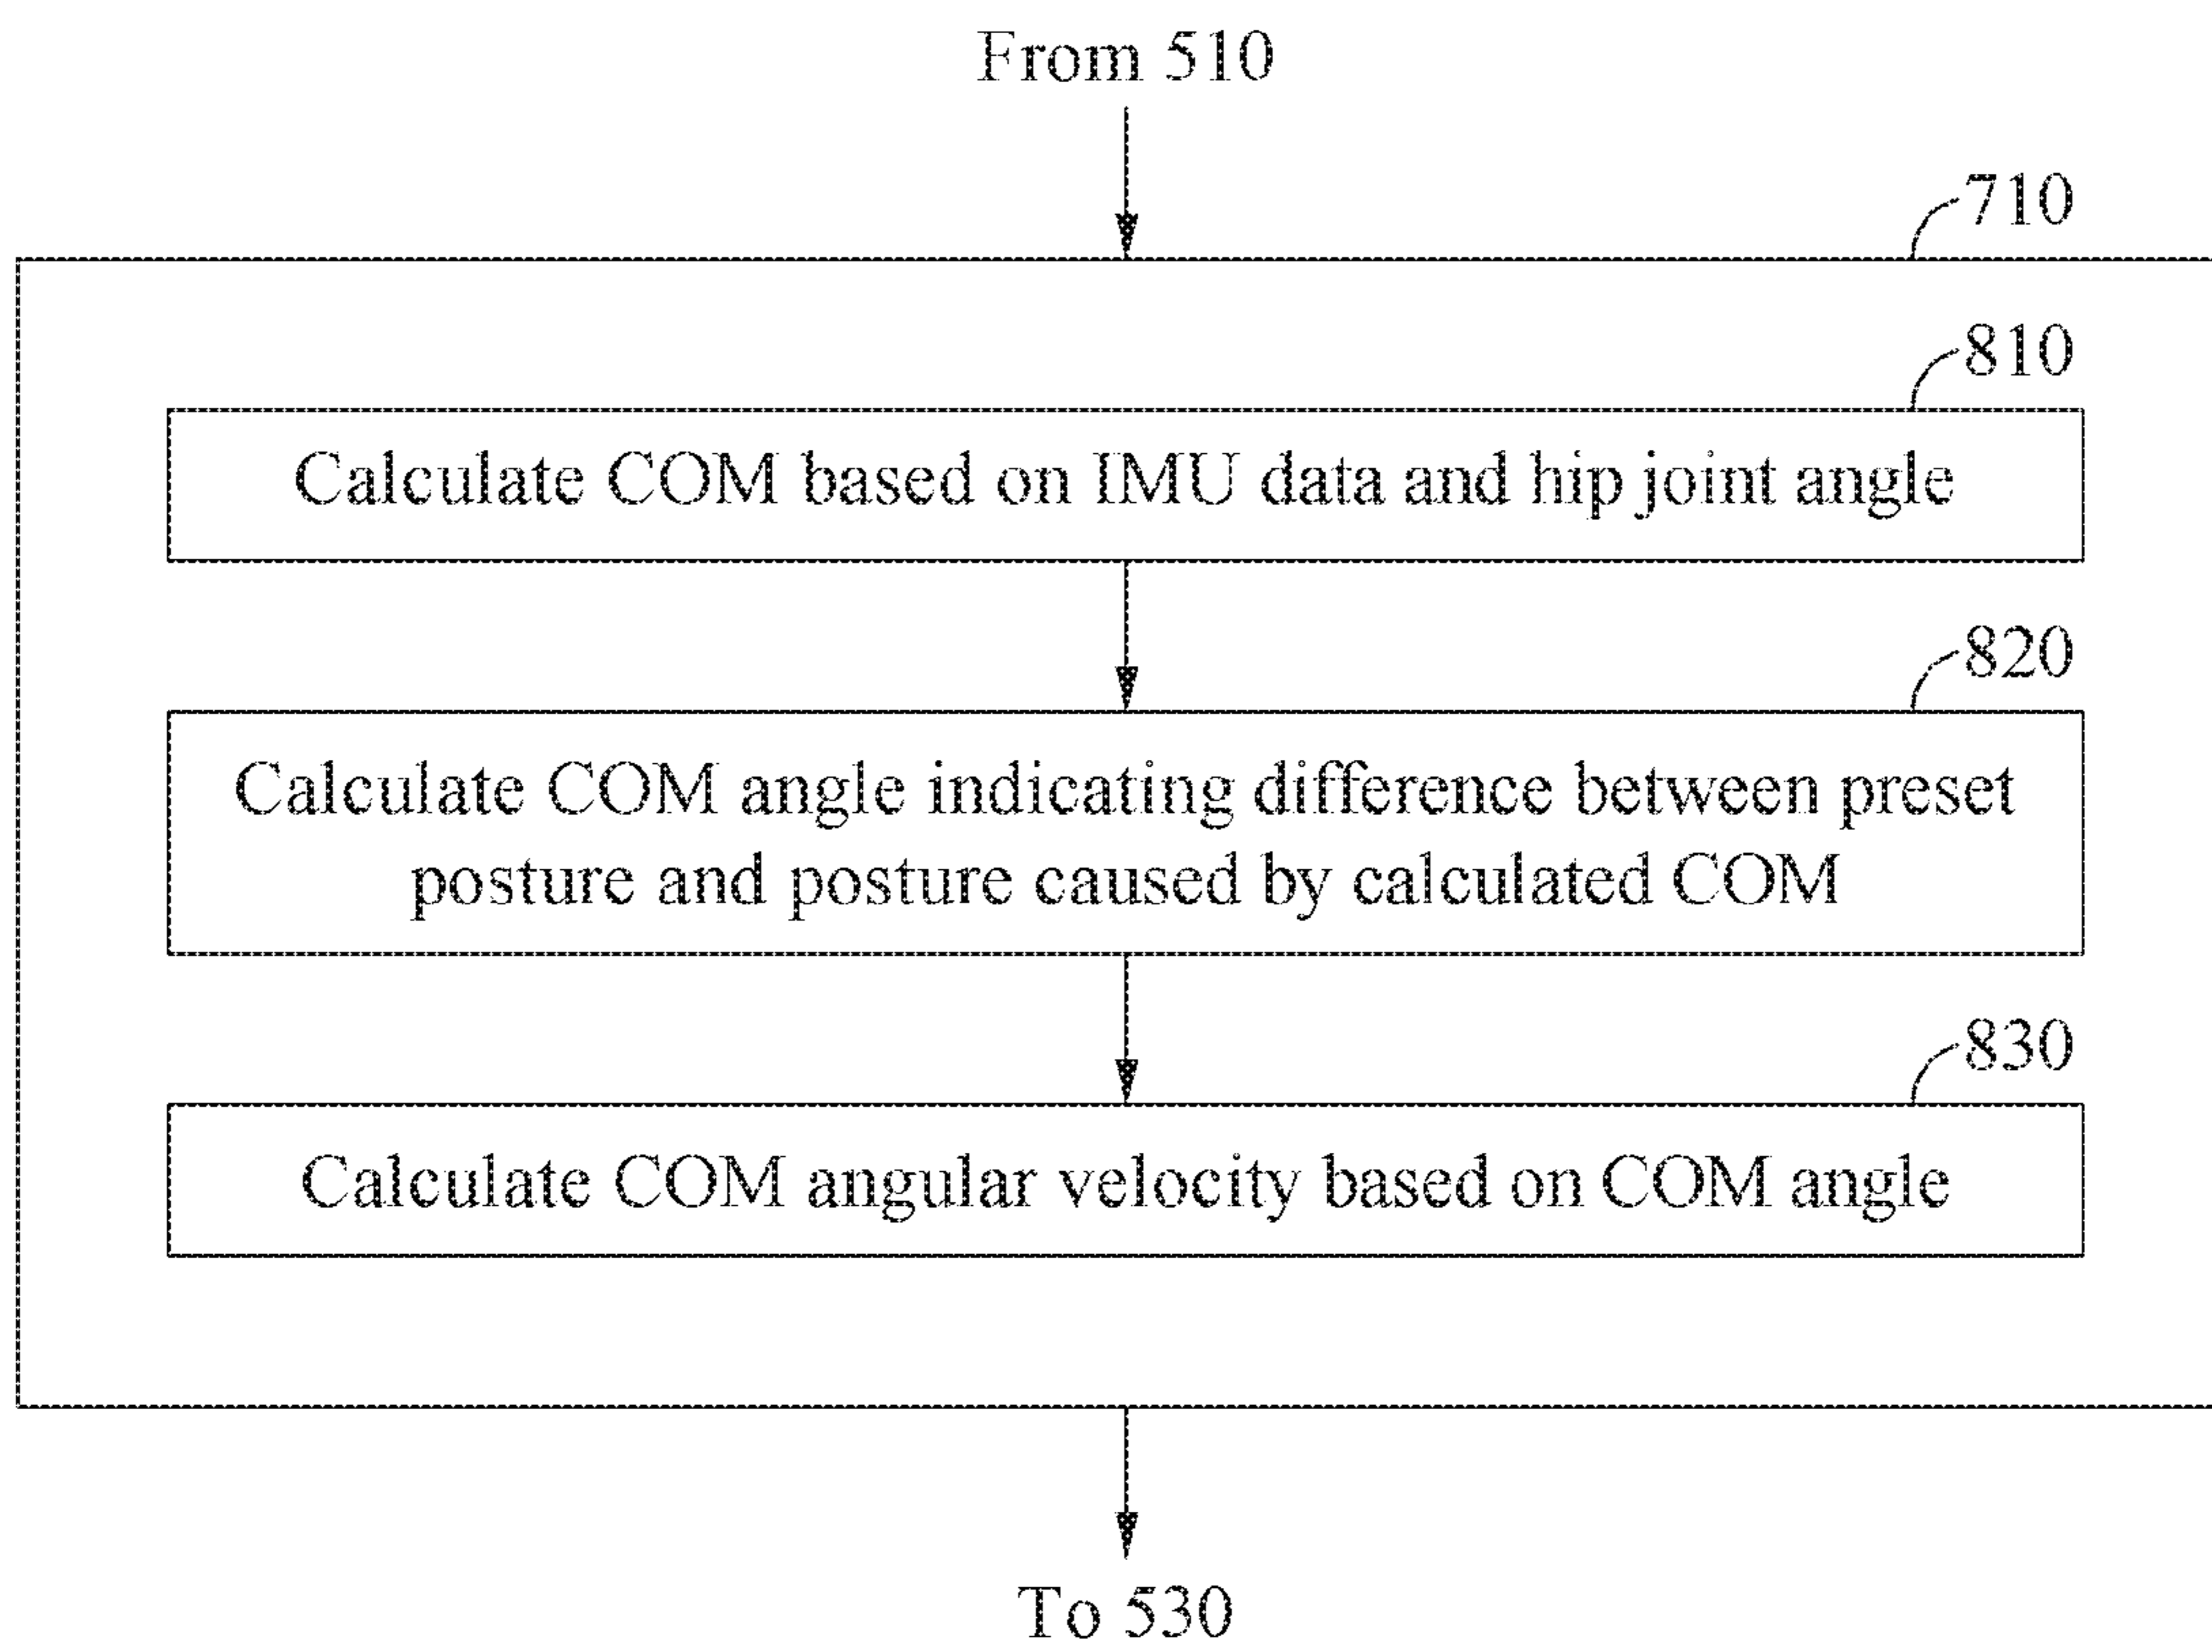 From 510
710
810
Calculate COM based on IMU data and hip joint angle
820
Calculate COM angle indicating difference between preset
posture and posture caused by calculated COM
830
Calculate COM angular velocity based on COM angle
To 530